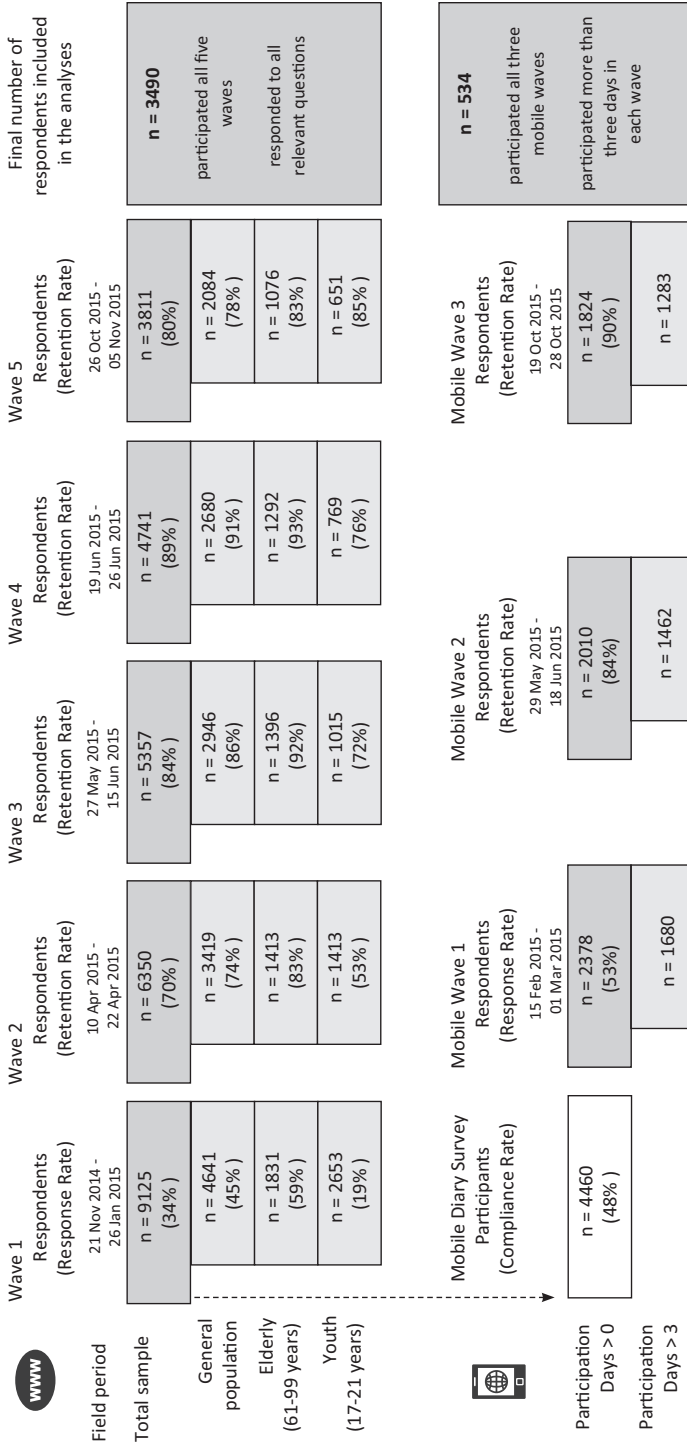 www
Wave 1
Respondents
(Response Rate)
Wave 2
Respondents
(Retention Rate)
Wave 3
Respondents
(Retention Rate)
Wave 4
Respondents
(Retention Rate)
Wave 5
Respondents
(Retention Rate)
Final number of
respondents included
in the analyses
Field period
21 Nov 2014 -
26 Jan 2015
10 Apr 2015 -
22 Apr 2015
27 May 2015 -
15 Jun 2015
19 Jun 2015 -
26 Jun 2015
26 Oct 2015 -
05 Nov 2015
Total sample
n = 9125
(34% )
n = 6350
(70% )
n = 5357
(84% )
n = 4741
(89% )
n = 3811
(80%)
General
population
n = 4641
(45% )
n = 3419
(74% )
n = 2946
(86%)
n = 2680
(91% )
n = 2084
(78% )
Elderly
(61-99 years)
n = 1831
(59% )
n = 1413
(83% )
n = 1396
(92%)
n = 1292
(93% )
n = 1076
(83% )
Youth
(17-21 years)
n = 2653
(19% )
n = 1413
(53% )
n = 1015
(72% )
n = 769
(76% )
n = 651
(85% )
n = 3490
participated all five
waves
responded to all
relevant questions
Mobile Diary Survey
Participants
(Compliance Rate)
Mobile Wave 1
Respondents
(Response Rate)
15 Feb 2015 -
01 Mar 2015
Mobile Wave 2
Respondents
(Retention Rate)
29 May 2015 -
18 Jun 2015
Mobile Wave 3
Respondents
(Retention Rate)
19 Oct 2015 -
28 Oct 2015
Participation
Days > 0
n = 4460
(48% )
n = 2378
(53%)
n = 2010
(84%)
n = 1824
(90% )
Participation
Days > 3
n = 1680
n = 1462
n = 1283
n = 534
participated all three
mobile waves
participated more than
three days in
each wave